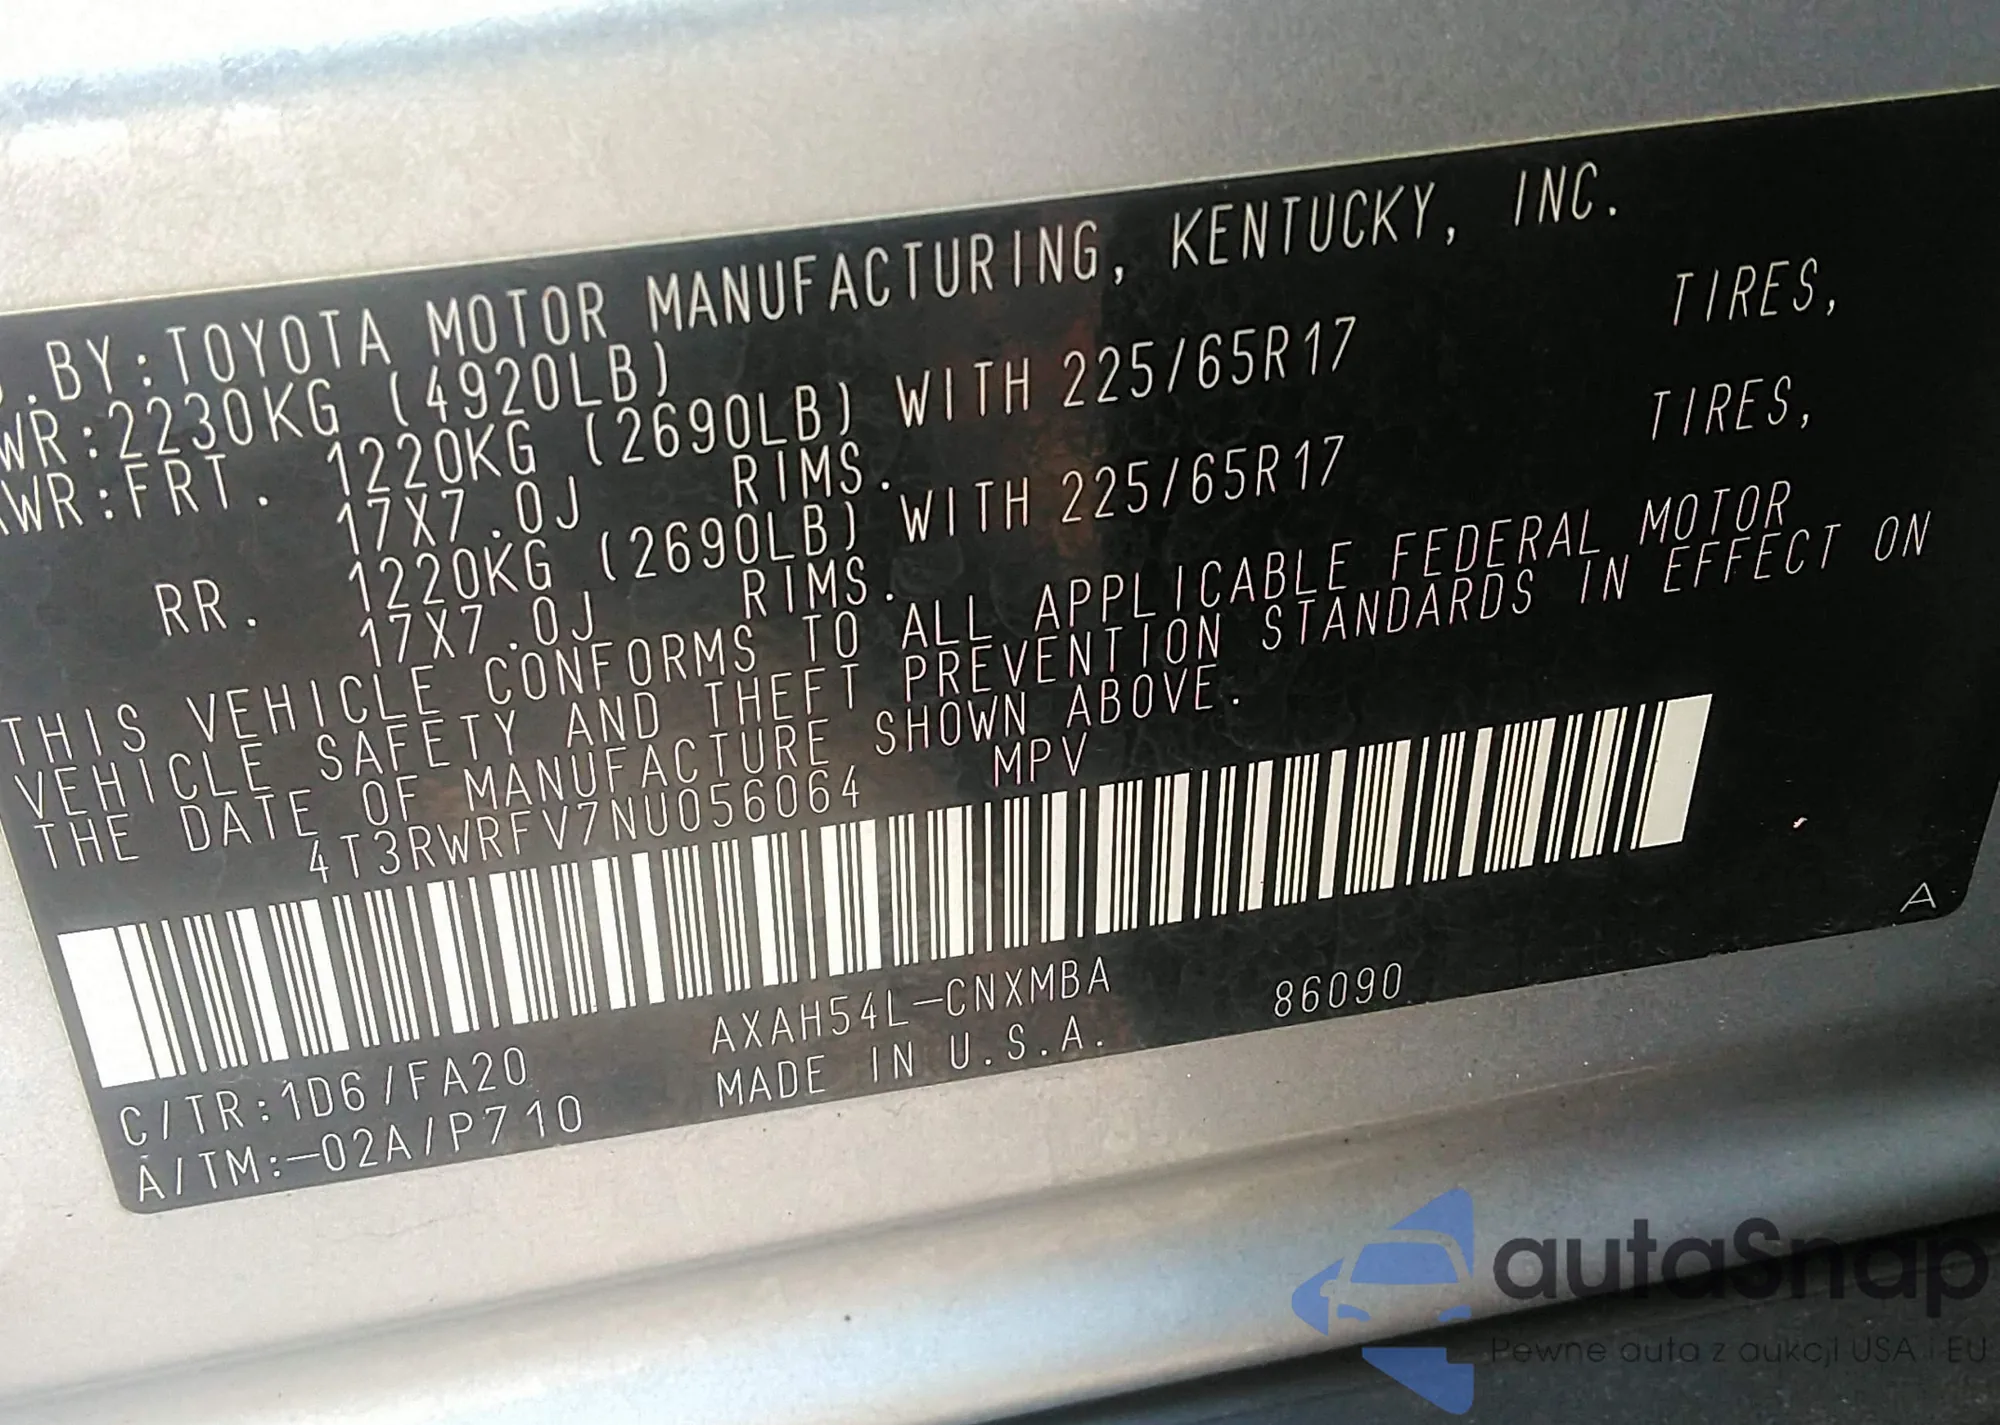 .BY:TOYOTA MOTOR MANUFACTURING, KENTUCKY, INC.
WR:2230KG (4920LB)
WR:FRT. 1220KG (2690LB) WITH 225/65R17 TIRES,
17X7.0J RIMS.
RR. 1220KG (2690LB) WITH 225/65R17 TIRES,
17X7.0J RIMS.
THIS VEHICLE CONFORMS TO ALL APPLICABLE FEDERAL MOTOR
VEHICLE SAFETY AND THEFT PREVENTION STANDARDS IN EFFECT ON
THE DATE OF MANUFACTURE SHOWN ABOVE.
4T3RWRFV7NU056064 MPV
A
C/TR:1D6/FA20 AXAH54L-CNXMBA 86090
A/TM:-02A/P710 MADE IN U.S.A.
autaSnap
Pewne auta z aukcji USA i EU